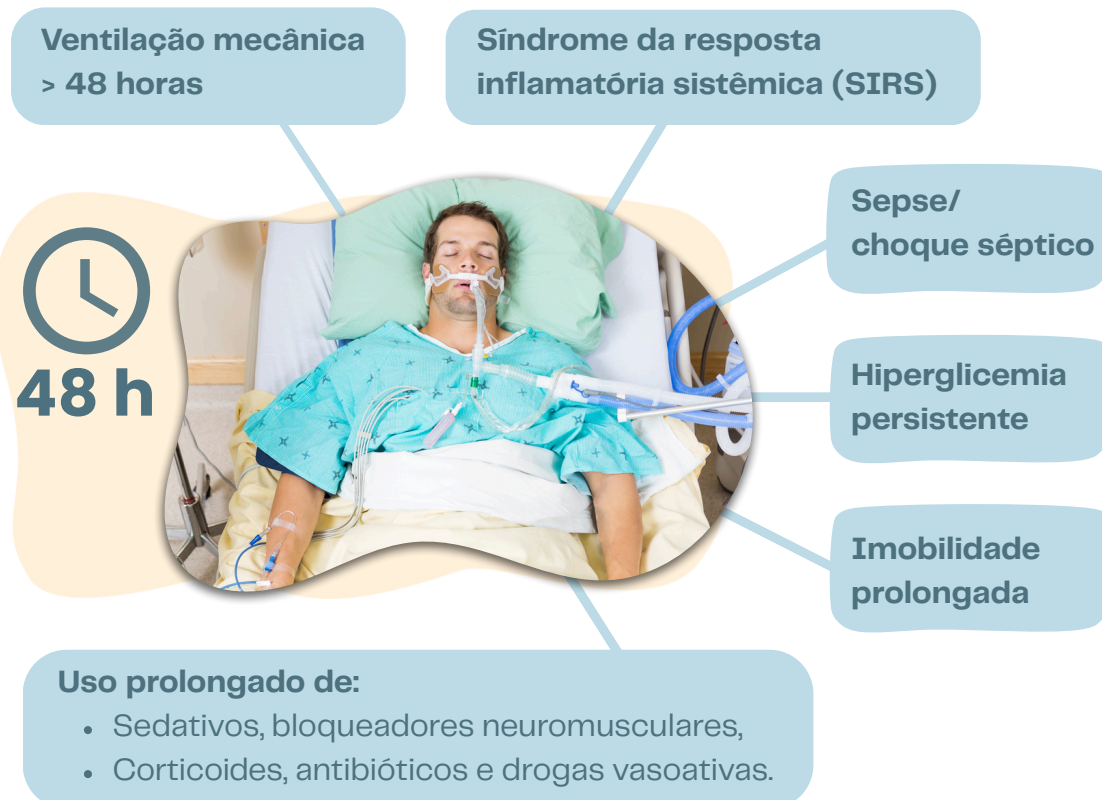 Ventilação mecânica
> 48 horas
Síndrome da resposta
inflamatória sistêmica (SIRS)
Sepse/
choque séptico
48 h
Hiperglicemia
persistente
Imobilidade
prolongada
Uso prolongado de:
• Sedativos, bloqueadores neuromusculares,
• Corticoides, antibióticos e drogas vasoativas.